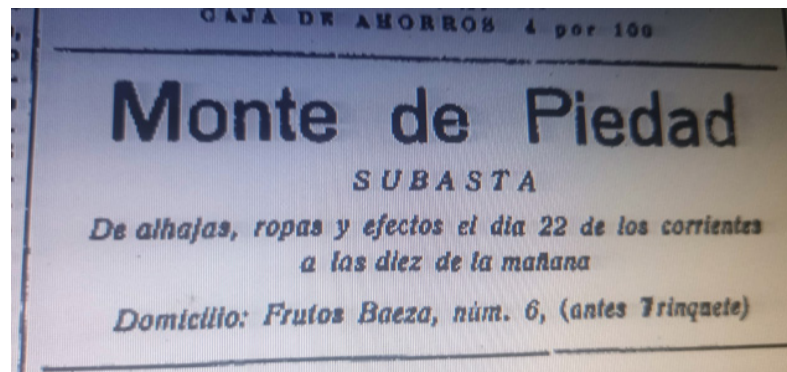 CAJA DE AHORROS 4 por 100
Monte de Piedad
SUBASTA
De alhajas, ropas y efectos el dia 22 de los corrientes
a las diez de la mañana
Domicilio: Frutos Baeza, núm. 6, (antes Trinquete)